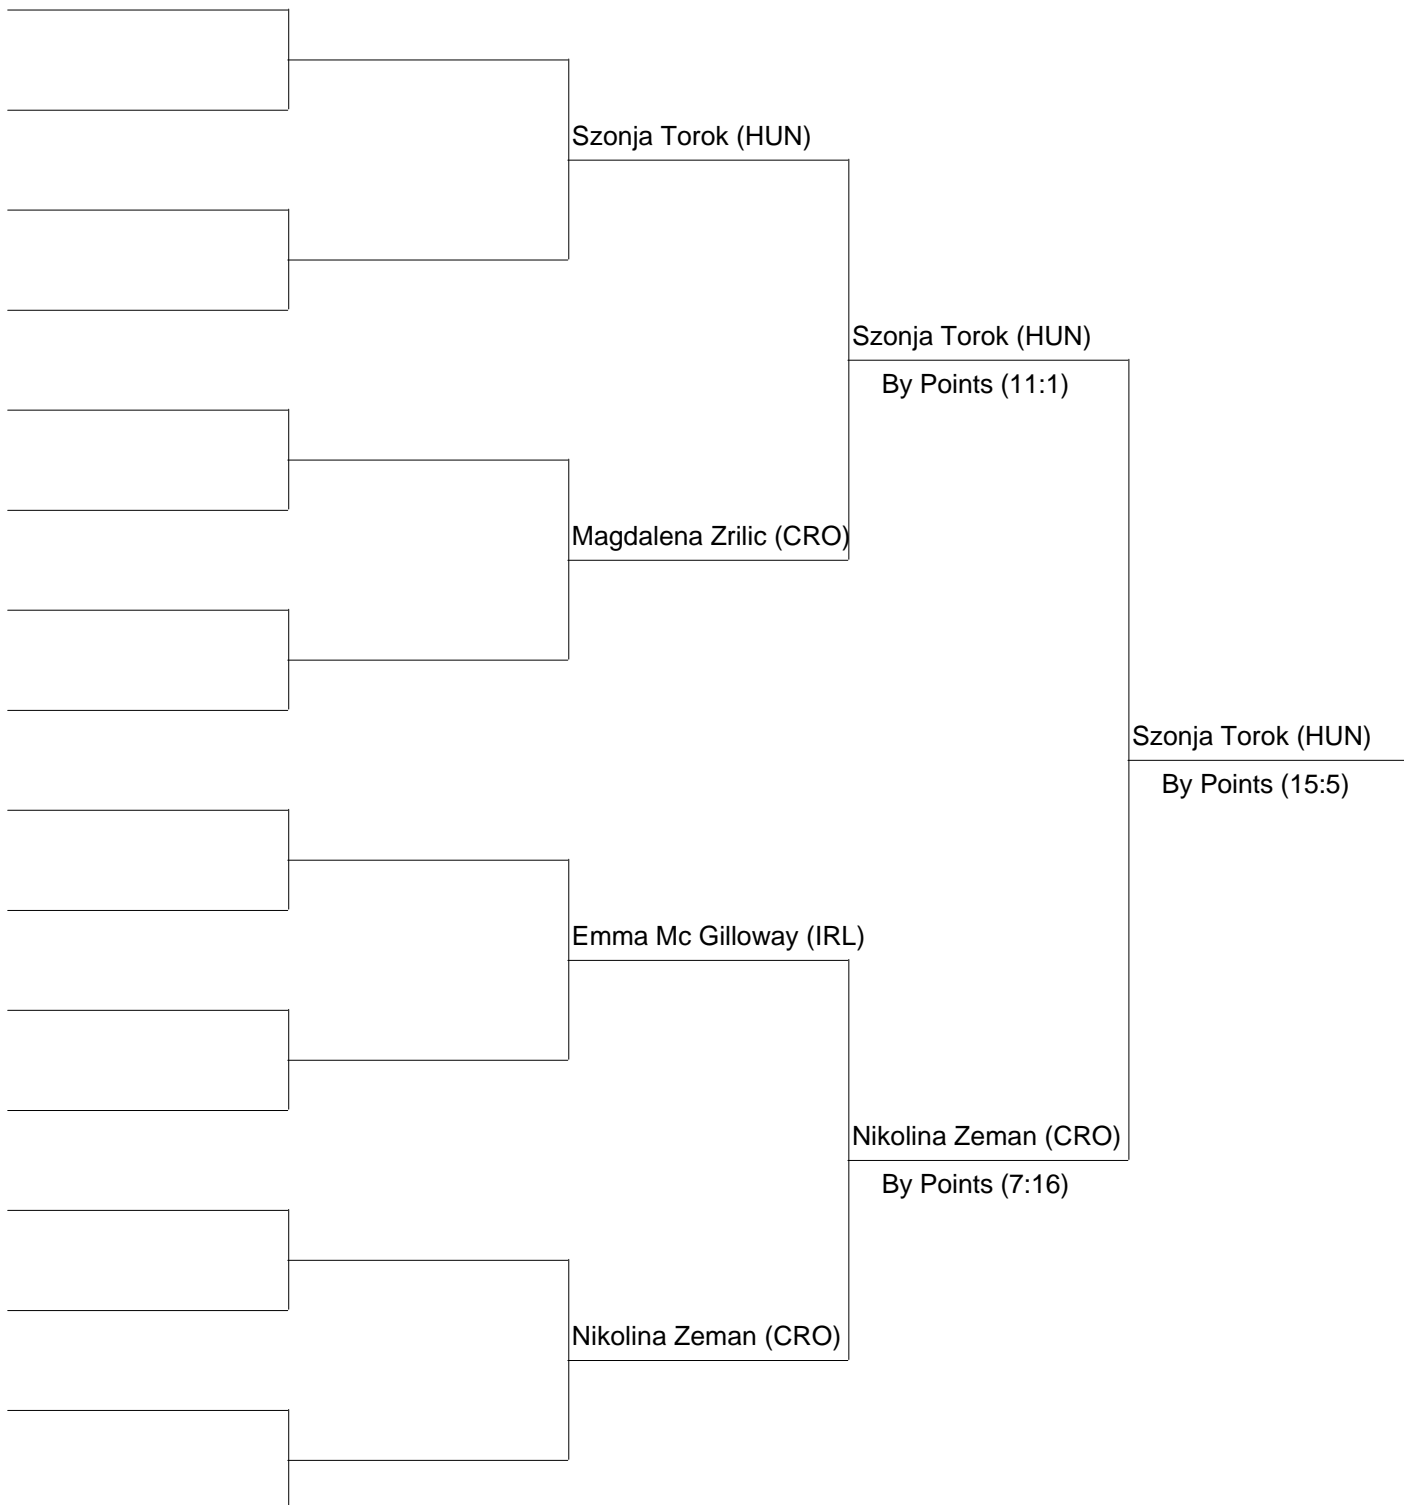 Szonja Torok (HUN)
Szonja Torok (HUN)
By Points (11:1)
Magdalena Zrilic (CRO)
Szonja Torok (HUN)
By Points (15:5)
Emma Mc Gilloway (IRL)
Nikolina Zeman (CRO)
By Points (7:16)
Nikolina Zeman (CRO)